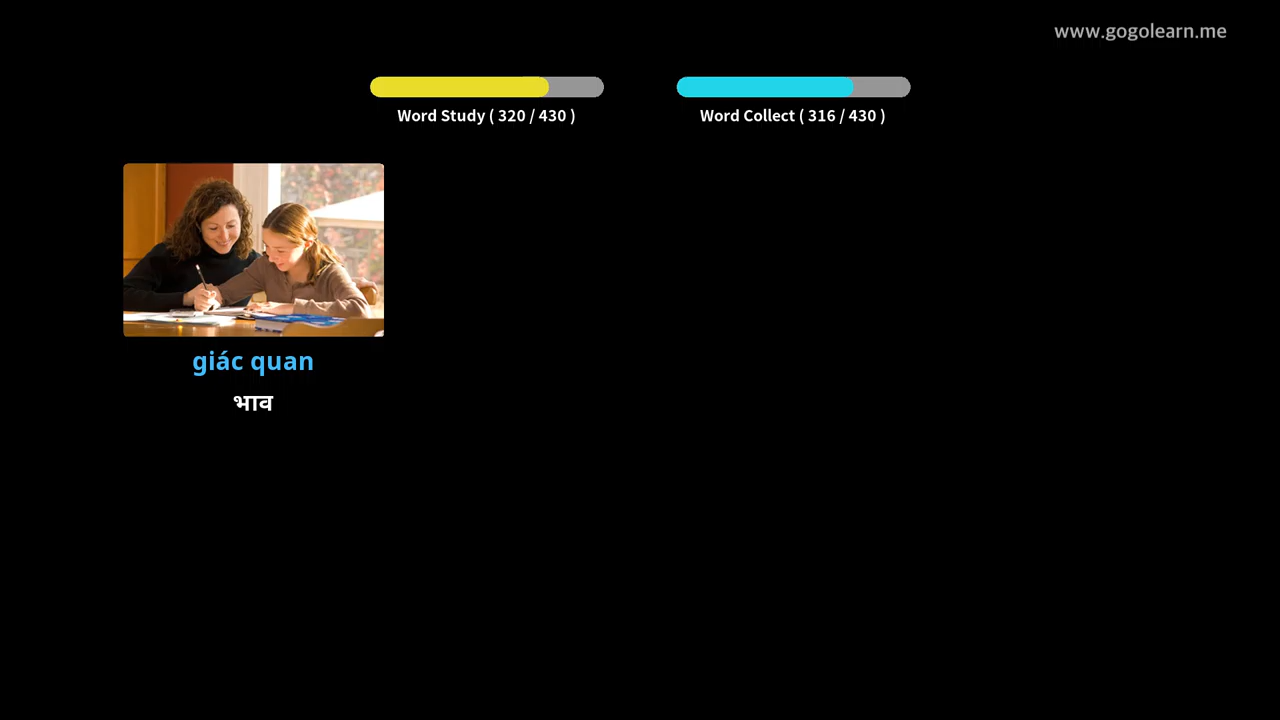 www.gogolearn.me
Word Study ( 320 / 430 )
Word Collect ( 316 / 430 )
giác quan
भाव